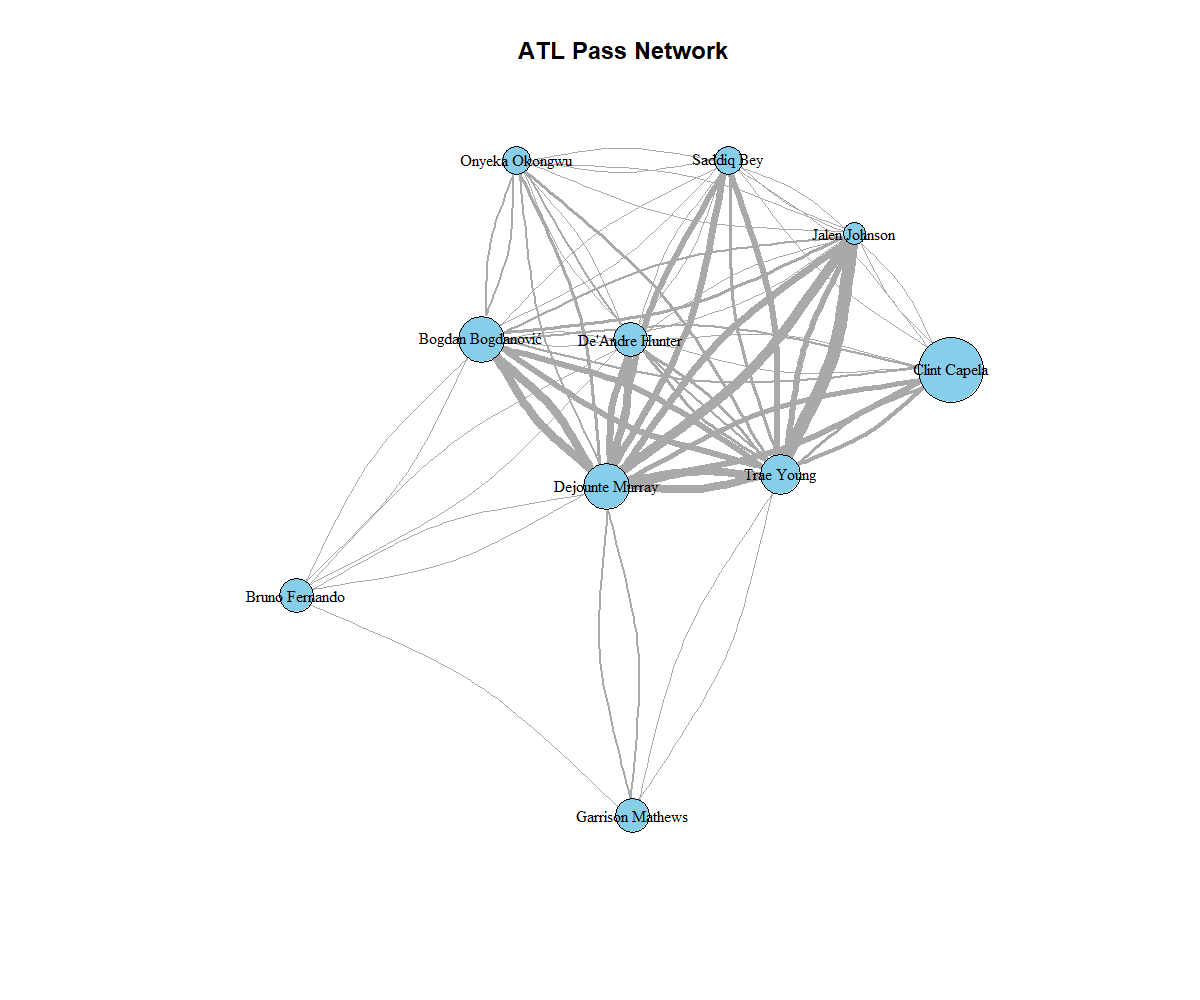 ATL Pass Network
Onyeka Okongwu
Saddiq Bey
Jalen Johnson
Bogdan Bogdanović
De'Andre Hunter
Clint Capela
Trae Young
Dejounte Murray
Bruno Fernando
Garrison Mathews